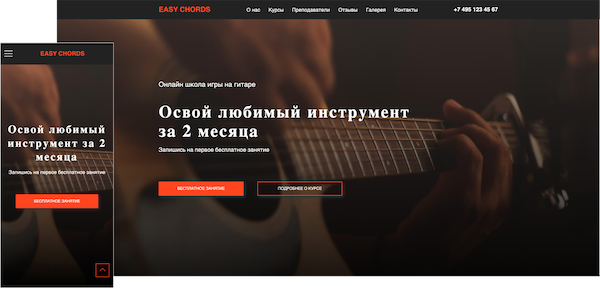 EASY CHORDS
О нас Курсы Преподаватели Отзывы Галерея Контакты
+7 495 123 45 67
Онлайн школа игры на гитаре
Освой любимый инструмент
за 2 месяца
Запишись на первое бесплатное занятие
БЕСПЛАТНОЕ ЗАНЯТИЕ
ПОДРОБНЕЕ О КУРСЕ
EASY CHORDS
Освой любимый
инструмент за 2
месяца
Запишись на первое бесплатное занятие
БЕСПЛАТНОЕ ЗАНЯТИЕ